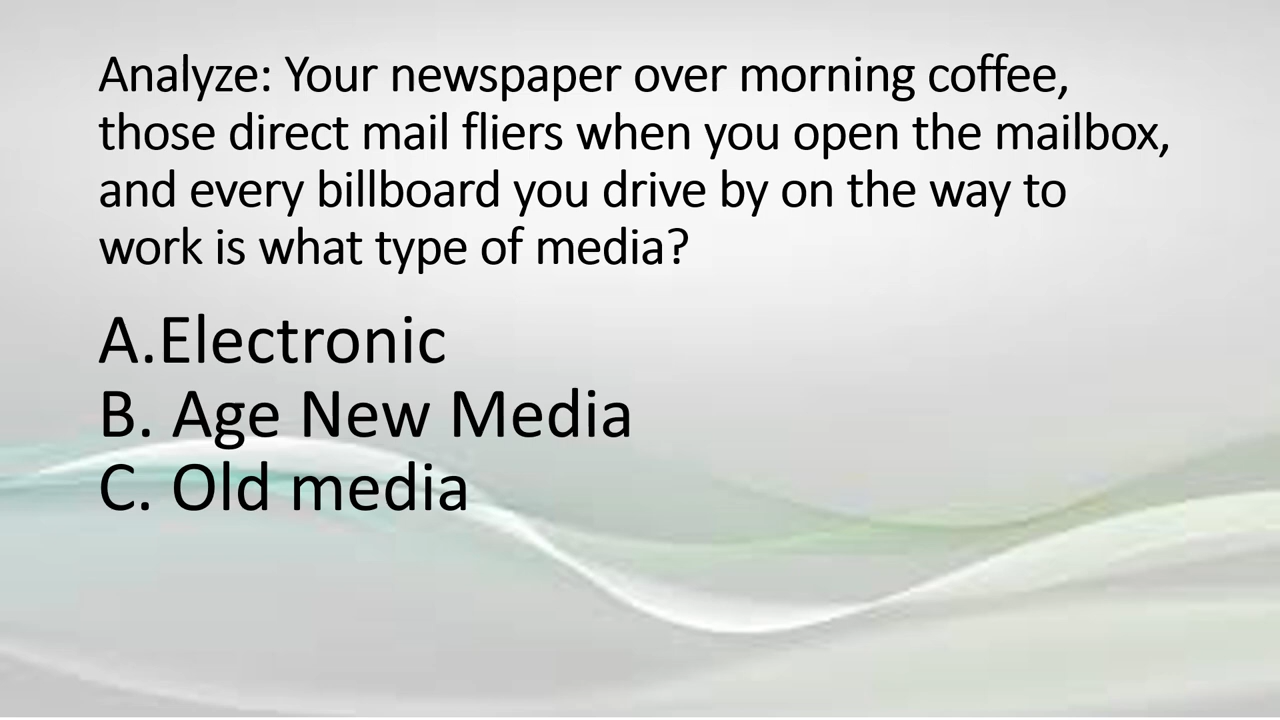 Analyze: Your newspaper over morning coffee,
those direct mail fliers when you open the mailbox,
and every billboard you drive by on the way to
work is what type of media?
A.Electronic
B. Age New Media
C. Old media